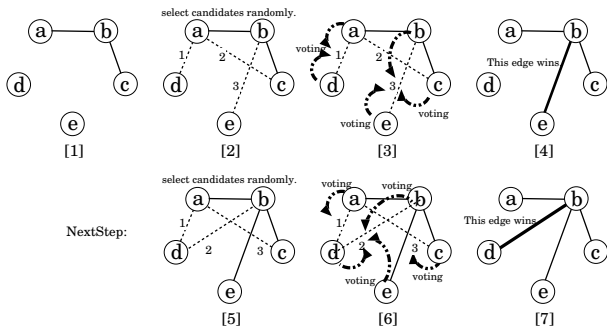 select candidates randomly.
a b c d e
[1]
a b c d e
1 2 3
[2]
a b c d e
1 2 3
voting
voting
voting
[3]
a b c d e
This edge wins
[4]
NextStep:
select candidates randomly.
a b c d e
1 2 3
[5]
a b c d e
1 2 3
voting
voting
voting
voting
[6]
a b c d e
This edge wins
[7]